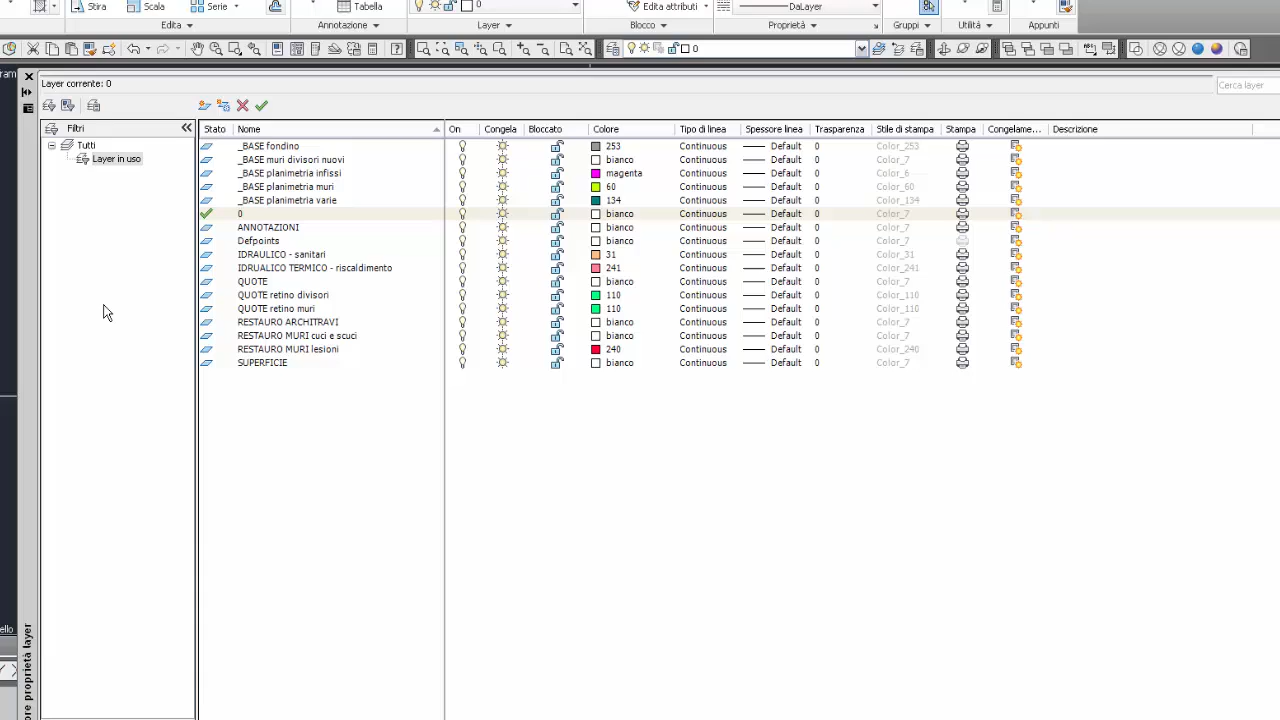 Stira Scala Serie Tabella 0 Edita attributi DaLayer
Edita Annotazione Layer Blocco Proprietà Gruppi Utilità Appunti
0
Layer corrente: 0
Cerca layer
Filtri
Tutti
Layer in uso
Stato Nome On Congela Bloccato Colore Tipo di linea Spessore linea Trasparenza Stile di stampa Stampa Congelame... Descrizione
_BASE fondino 253 Continuous Default 0 Color_253
_BASE muri divisori nuovi bianco Continuous Default 0 Color_7
_BASE planimetria infissi magenta Continuous Default 0 Color_6
_BASE planimetria muri 60 Continuous Default 0 Color_60
_BASE planimetria varie 134 Continuous Default 0 Color_134
0 bianco Continuous Default 0 Color_7
ANNOTAZIONI bianco Continuous Default 0 Color_7
Defpoints bianco Continuous Default 0 Color_7
IDRAULICO - sanitari 31 Continuous Default 0 Color_31
IDRUALICO TERMICO - riscaldimento 241 Continuous Default 0 Color_241
QUOTE bianco Continuous Default 0 Color_7
QUOTE retino divisori 110 Continuous Default 0 Color_110
QUOTE retino muri 110 Continuous Default 0 Color_110
RESTAURO ARCHITRAVI bianco Continuous Default 0 Color_7
RESTAURO MURI cuci e scuci bianco Continuous Default 0 Color_7
RESTAURO MURI lesioni 240 Continuous Default 0 Color_240
SUPERFICIE bianco Continuous Default 0 Color_7
ore proprietà layer